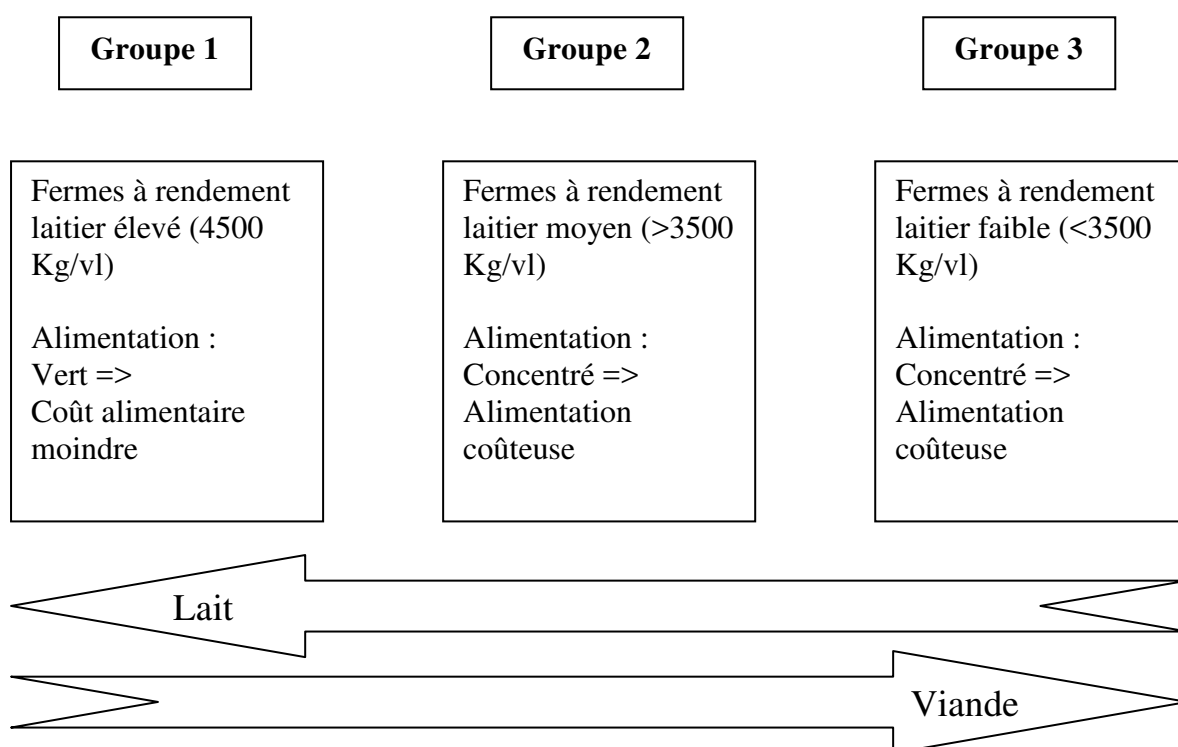 Groupe 1
Groupe 2
Groupe 3
Fermes à rendement
laitier élevé (4500
Kg/vl)
Alimentation :
Vert =>
Coût alimentaire
moindre
Fermes à rendement
laitier moyen (>3500
Kg/vl)
Alimentation :
Concentré =>
Alimentation
coûteuse
Fermes à rendement
laitier faible (<3500
Kg/vl)
Alimentation :
Concentré =>
Alimentation
coûteuse
Lait
Viande